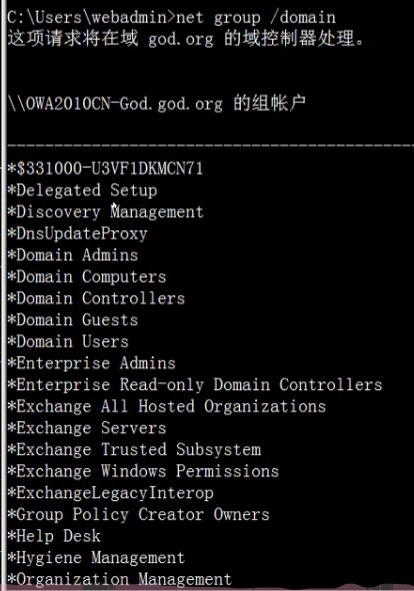 C:\Users\webadmin>net group /domain
这项请求将在域 god.org 的域控制器处理。
\\OWA2010CN-God.god.org 的组帐户
-------------------------------------------------
*$331000-U3VF1DKMCN71
*Delegated Setup
*Discovery Management
*DnsUpdateProxy
*Domain Admins
*Domain Computers
*Domain Controllers
*Domain Guests
*Domain Users
*Enterprise Admins
*Enterprise Read-only Domain Controllers
*Exchange All Hosted Organizations
*Exchange Servers
*Exchange Trusted Subsystem
*Exchange Windows Permissions
*ExchangeLegacyInterop
*Group Policy Creator Owners
*Help Desk
*Hygiene Management
*Organization Management